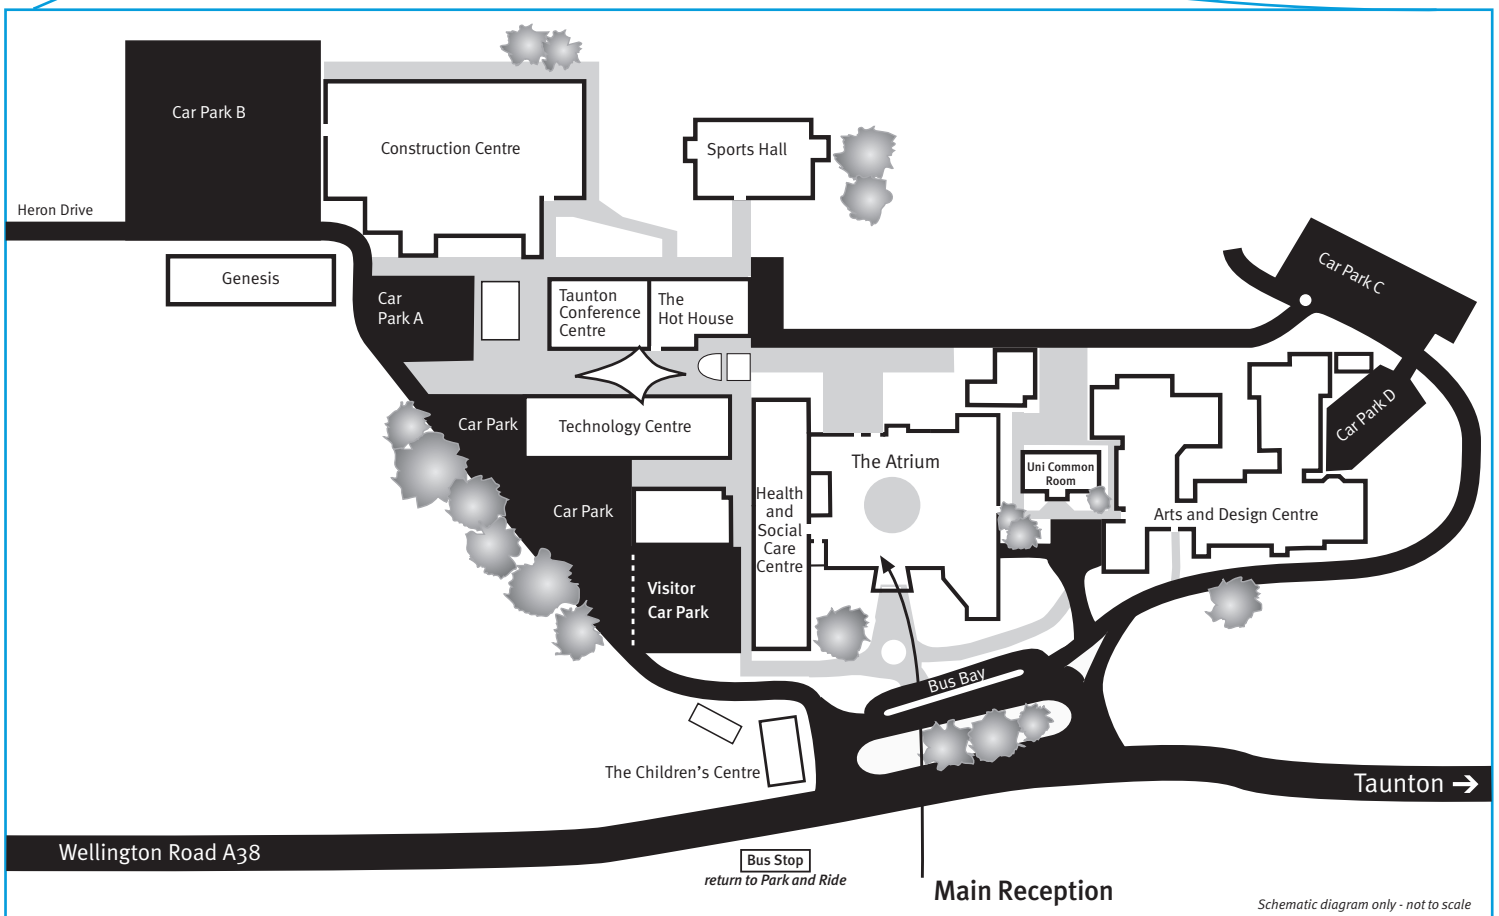 Car Park B
Construction Centre
Sports Hall
Heron Drive
Genesis
Car
Park A
Taunton
Conference
Centre
The
Hot House
Car Park C
Car Park D
Car Park
Technology Centre
The Atrium
Uni Common
Room
Health
and
Social
Care
Centre
Car Park
Arts and Design Centre
Visitor
Car Park
Bus Bay
The Children's Centre
Taunton →
Wellington Road A38
Bus Stop
return to Park and Ride
Main Reception
Schematic diagram only - not to scale